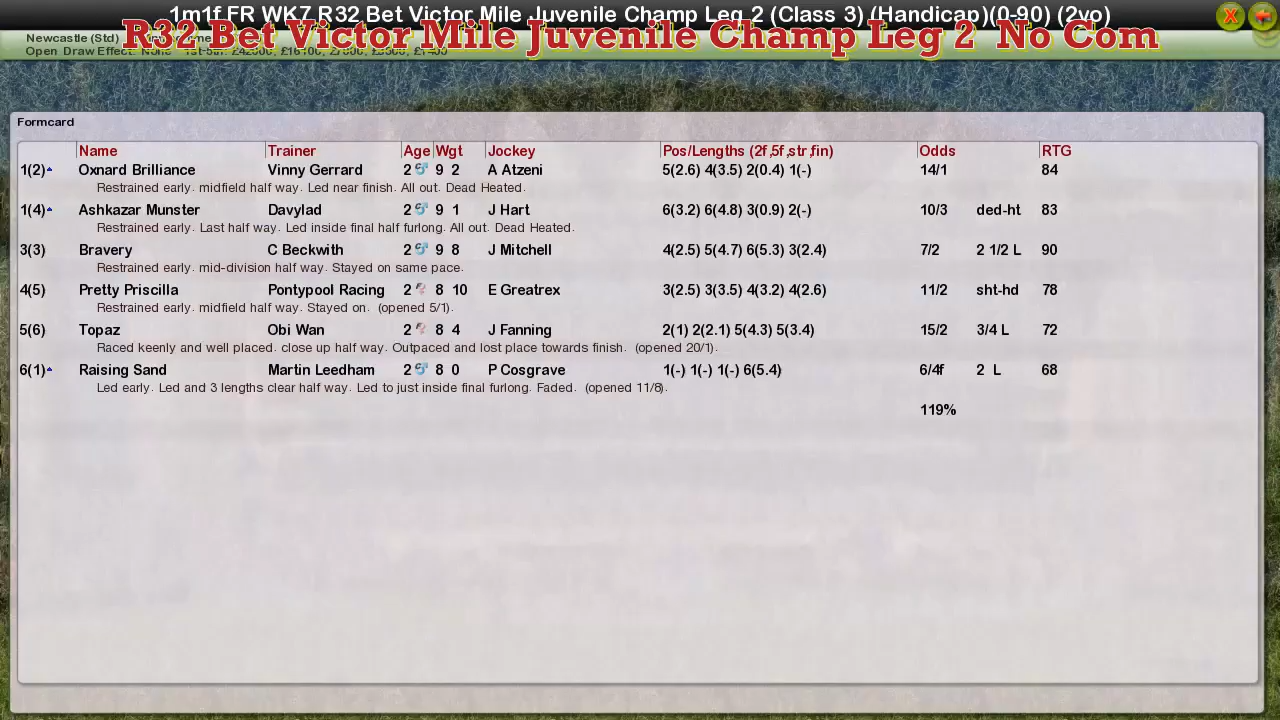 1m1f FR WK7 R32 Bet Victor Mile Juvenile Champ Leg 2 (Class 3) (Handicap)(0-90) (2yo)
R32 Bet Victor Mile Juvenile Champ Leg 2 No Com
Newcastle (Std)
Open Draw Effect: None 1st-5th:
Formcard
Name Trainer Age Wgt Jockey Pos/Lengths (2f,5f,str,fin) Odds RTG
1(2) Oxnard Brilliance Vinny Gerrard 2 9 2 A Atzeni 5(2.6) 4(3.5) 2(0.4) 1(-) 14/1 84
Restrained early. midfield half way. Led near finish. All out. Dead Heated.
1(4) Ashkazar Munster Davylad 2 9 1 J Hart 6(3.2) 6(4.8) 3(0.9) 2(-) 10/3 ded-ht 83
Restrained early. Last half way. Led inside final half furlong. All out. Dead Heated.
3(3) Bravery C Beckwith 2 9 8 J Mitchell 4(2.5) 5(4.7) 6(5.3) 3(2.4) 7/2 2 1/2 L 90
Restrained early. mid-division half way. Stayed on same pace.
4(5) Pretty Priscilla Pontypool Racing 2 8 10 E Greatrex 3(2.5) 3(3.5) 4(3.2) 4(2.6) 11/2 sht-hd 78
Restrained early. midfield half way. Stayed on. (opened 5/1).
5(6) Topaz Obi Wan 2 8 4 J Fanning 2(1) 2(2.1) 5(4.3) 5(3.4) 15/2 3/4 L 72
Raced keenly and well placed. close up half way. Outpaced and lost place towards finish. (opened 20/1).
6(1) Raising Sand Martin Leedham 2 8 0 P Cosgrave 1(-) 1(-) 1(-) 6(5.4) 6/4f 2 L 68
Led early. Led and 3 lengths clear half way. Led to just inside final furlong. Faded. (opened 11/8).
119%